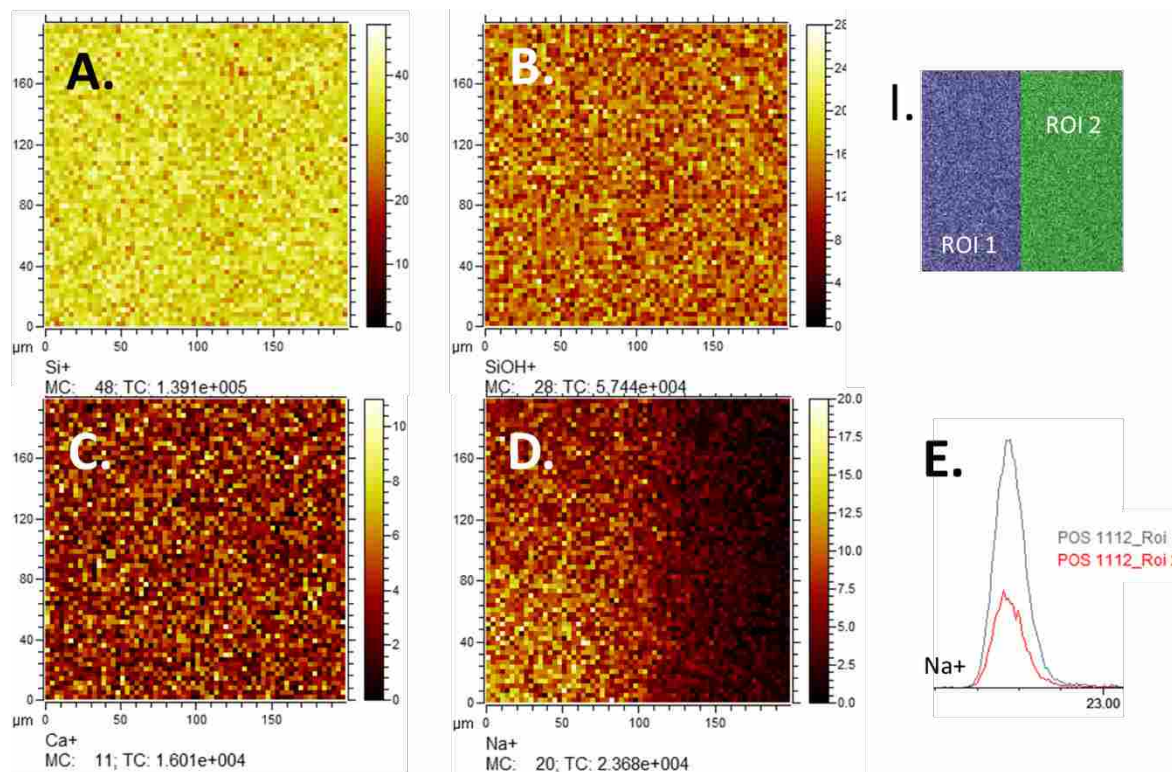 A.
160
120
80
40
0
µm
0 50 100 150
40
30
20
10
0
Si+
MC: 48; TC: 1.391e+005
B.
160
120
80
40
0
µm
0 50 100 150
28
24
20
16
12
8
4
0
SiOH+
MC: 28; TC: 5.744e+004
I.
ROI 1
ROI 2
C.
160
120
80
40
0
µm
0 50 100 150
10
8
6
4
2
0
Ca+
MC: 11; TC: 1.601e+004
D.
160
120
80
40
0
µm
0 50 100 150
20.0
17.5
15.0
12.5
10.0
7.5
5.0
2.5
0.0
Na+
MC: 20; TC: 2.368e+004
E.
POS 1112_Roi
POS 1112_Roi
Na+
23.00